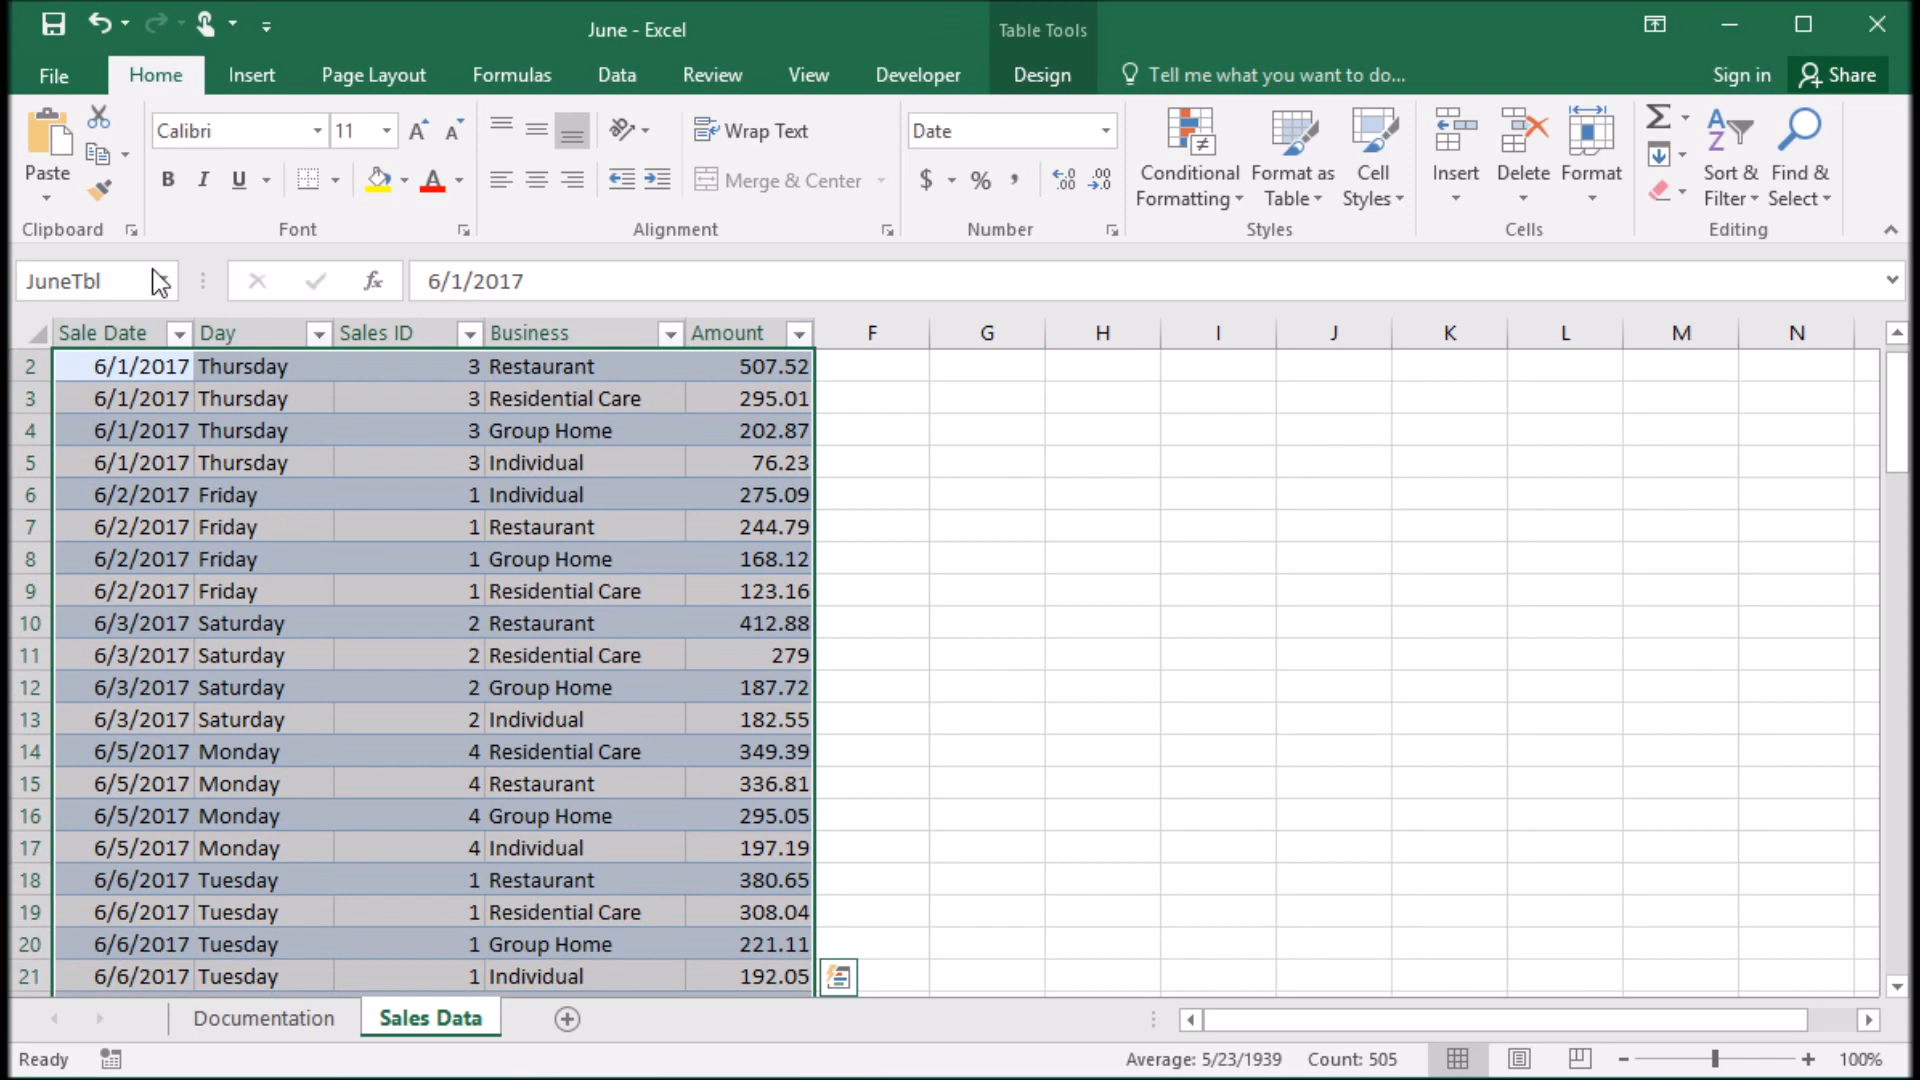 June - Excel
Table Tools
File Home Insert Page Layout Formulas Data Review View Developer Design Tell me what you want to do... Sign in Share
Paste
Calibri 11
B I U
Wrap Text
Merge & Center
Date
$ % ,
Conditional Formatting
Format as Table
Cell Styles
Insert Delete Format
Sort & Filter
Find & Select
Clipboard Font Alignment Number Styles Cells Editing
JuneTbl fx 6/1/2017
Sale Date Day Sales ID Business Amount F G H I J K L M N
2 6/1/2017 Thursday 3 Restaurant 507.52
3 6/1/2017 Thursday 3 Residential Care 295.01
4 6/1/2017 Thursday 3 Group Home 202.87
5 6/1/2017 Thursday 3 Individual 76.23
6 6/2/2017 Friday 1 Individual 275.09
7 6/2/2017 Friday 1 Restaurant 244.79
8 6/2/2017 Friday 1 Group Home 168.12
9 6/2/2017 Friday 1 Residential Care 123.16
10 6/3/2017 Saturday 2 Restaurant 412.88
11 6/3/2017 Saturday 2 Residential Care 279
12 6/3/2017 Saturday 2 Group Home 187.72
13 6/3/2017 Saturday 2 Individual 182.55
14 6/5/2017 Monday 4 Residential Care 349.39
15 6/5/2017 Monday 4 Restaurant 336.81
16 6/5/2017 Monday 4 Group Home 295.05
17 6/5/2017 Monday 4 Individual 197.19
18 6/6/2017 Tuesday 1 Restaurant 380.65
19 6/6/2017 Tuesday 1 Residential Care 308.04
20 6/6/2017 Tuesday 1 Group Home 221.11
21 6/6/2017 Tuesday 1 Individual 192.05
Documentation Sales Data
Ready Average: 5/23/1939 Count: 505 100%